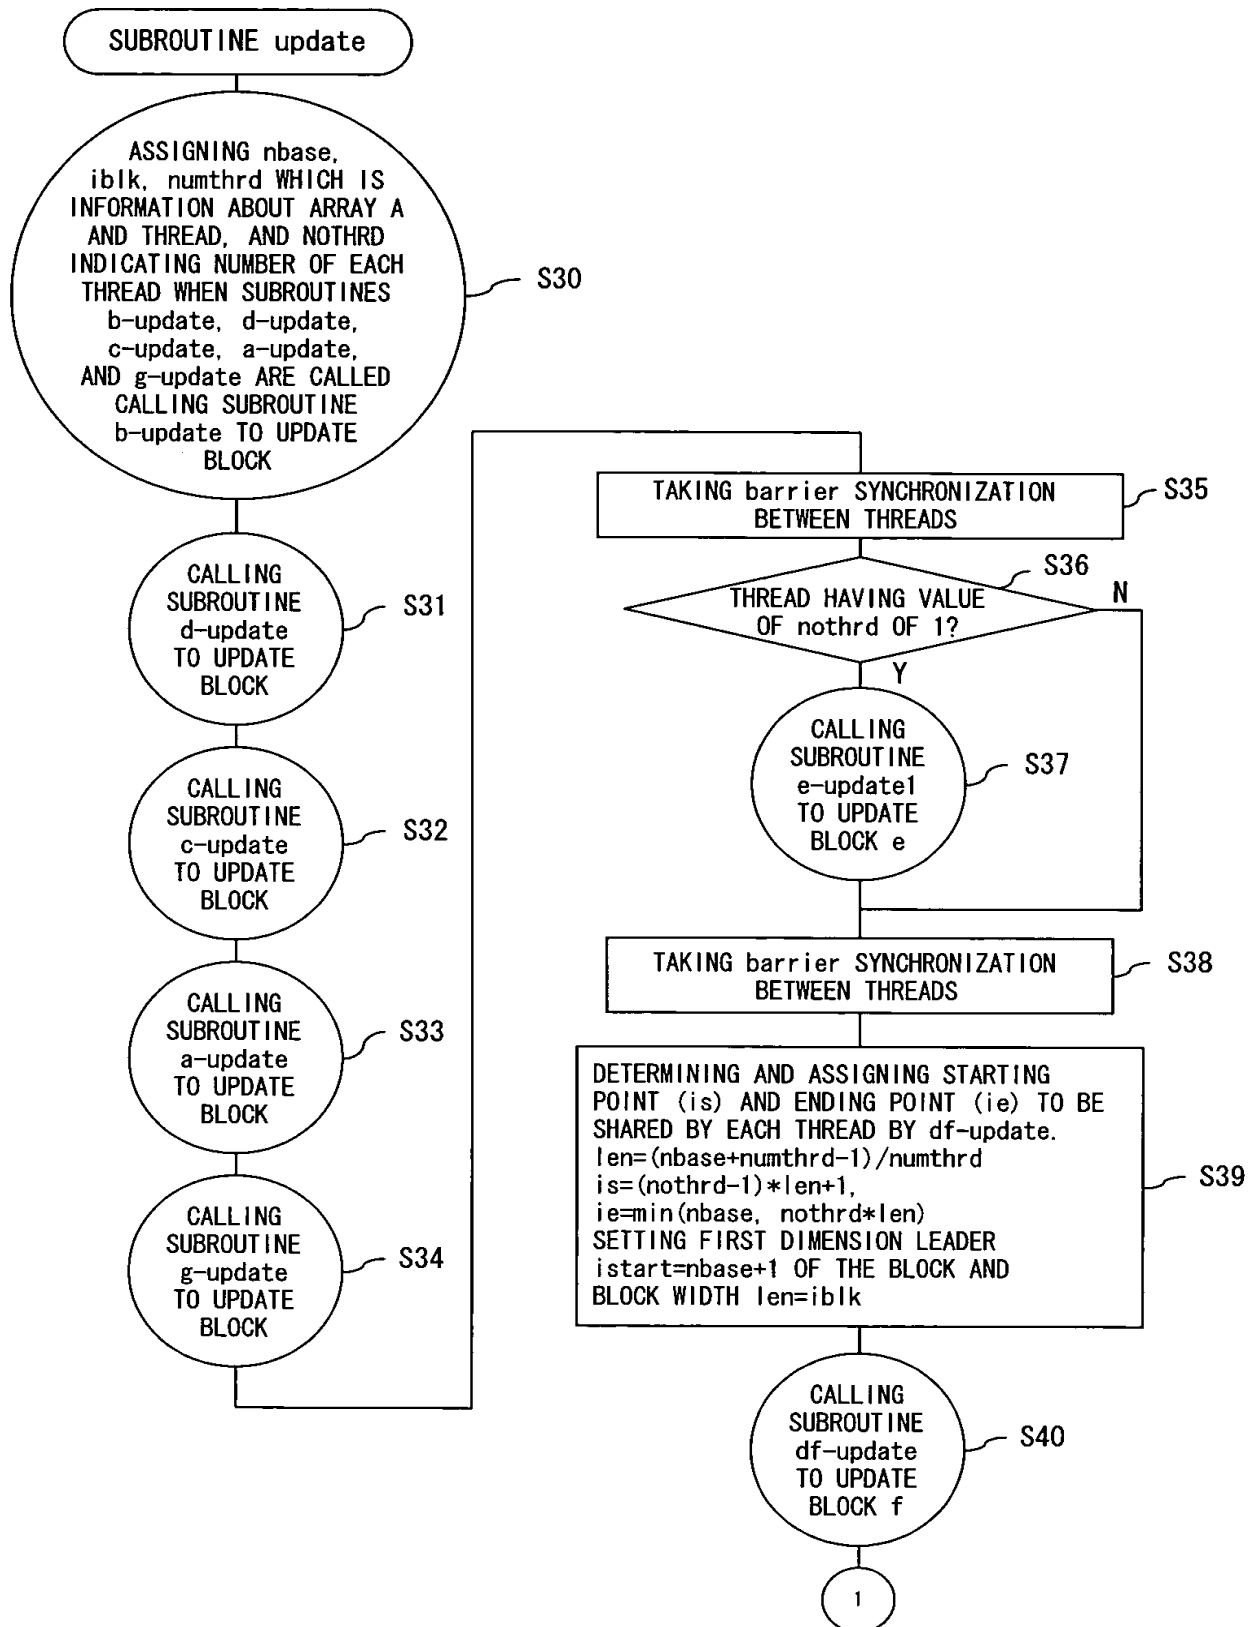 SUBROUTINE update
ASSIGNING nbase,
iblk, numthrd WHICH IS
INFORMATION ABOUT ARRAY A
AND THREAD, AND NOTHRD
INDICATING NUMBER OF EACH
THREAD WHEN SUBROUTINES
b-update, d-update,
c-update, a-update,
AND g-update ARE CALLED
CALLING SUBROUTINE
b-update TO UPDATE
BLOCK
S30
CALLING
SUBROUTINE
d-update
TO UPDATE
BLOCK
S31
CALLING
SUBROUTINE
c-update
TO UPDATE
BLOCK
S32
CALLING
SUBROUTINE
a-update
TO UPDATE
BLOCK
S33
CALLING
SUBROUTINE
g-update
TO UPDATE
BLOCK
S34
TAKING barrier SYNCHRONIZATION
BETWEEN THREADS
S35
THREAD HAVING VALUE
OF nothrd OF 1?
S36
N
Y
CALLING
SUBROUTINE
e-update1
TO UPDATE
BLOCK e
S37
TAKING barrier SYNCHRONIZATION
BETWEEN THREADS
S38
DETERMINING AND ASSIGNING STARTING
POINT (is) AND ENDING POINT (ie) TO BE
SHARED BY EACH THREAD BY df-update.
len=(nbase+numthrd-1)/numthrd
is=(nothrd-1)*len+1,
ie=min(nbase, nothrd*len)
SETTING FIRST DIMENSION LEADER
istart=nbase+1 OF THE BLOCK AND
BLOCK WIDTH len=iblk
S39
CALLING
SUBROUTINE
df-update
TO UPDATE
BLOCK f
S40
1